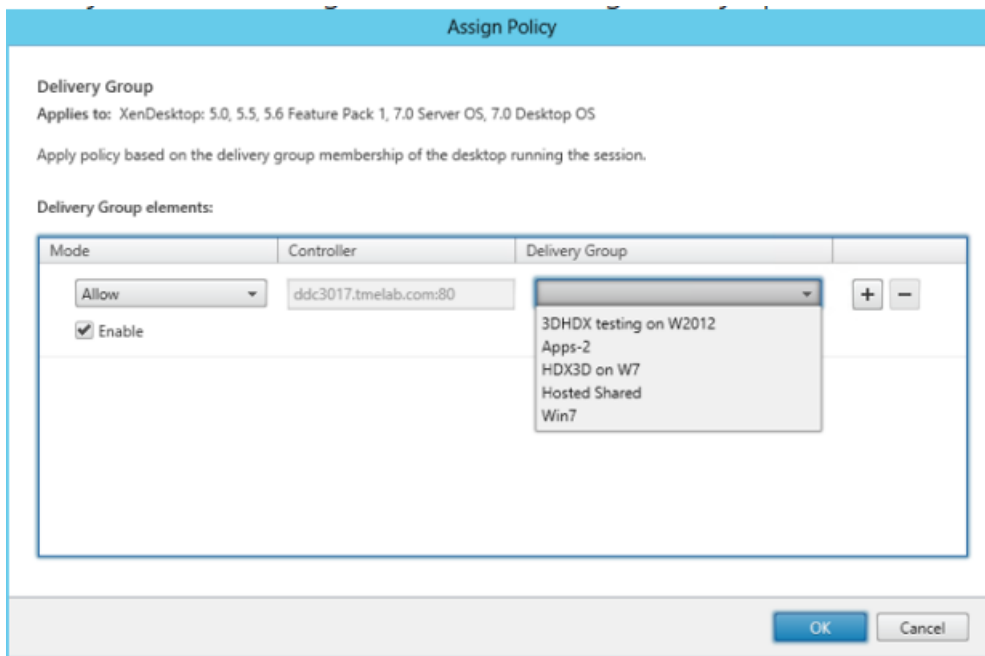 Assign Policy
Delivery Group
Applies to: XenDesktop: 5.0, 5.5, 5.6 Feature Pack 1, 7.0 Server OS, 7.0 Desktop OS
Apply policy based on the delivery group membership of the desktop running the session.
Delivery Group elements:
Mode Controller Delivery Group
Allow ddc3017.tmelab.com:80 + −
Enable
3DHDX testing on W2012
Apps-2
HDX3D on W7
Hosted Shared
Win7
OK Cancel